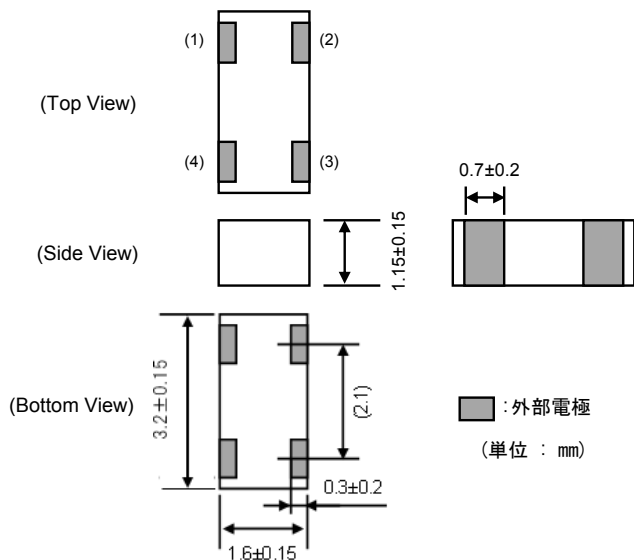 (1)
(2)
(Top View)
(4)
(3)
0.7±0.2
(Side View)
1.15±0.15
(Bottom View)
3.2±0.15
(2.1)
:外部電極
(単位 : mm)
0.3±0.2
1.6±0.15